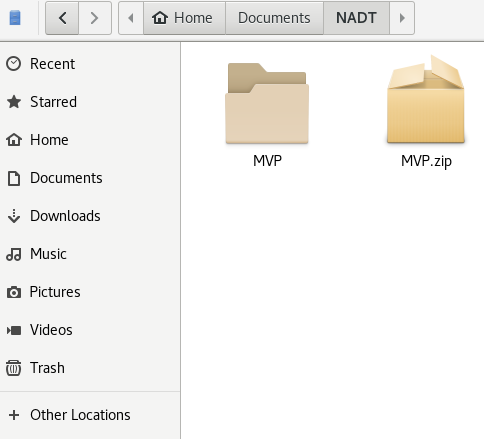 Home Documents NADT
Recent
Starred
Home
Documents
Downloads
Music
Pictures
Videos
Trash
Other Locations
MVP MVP.zip